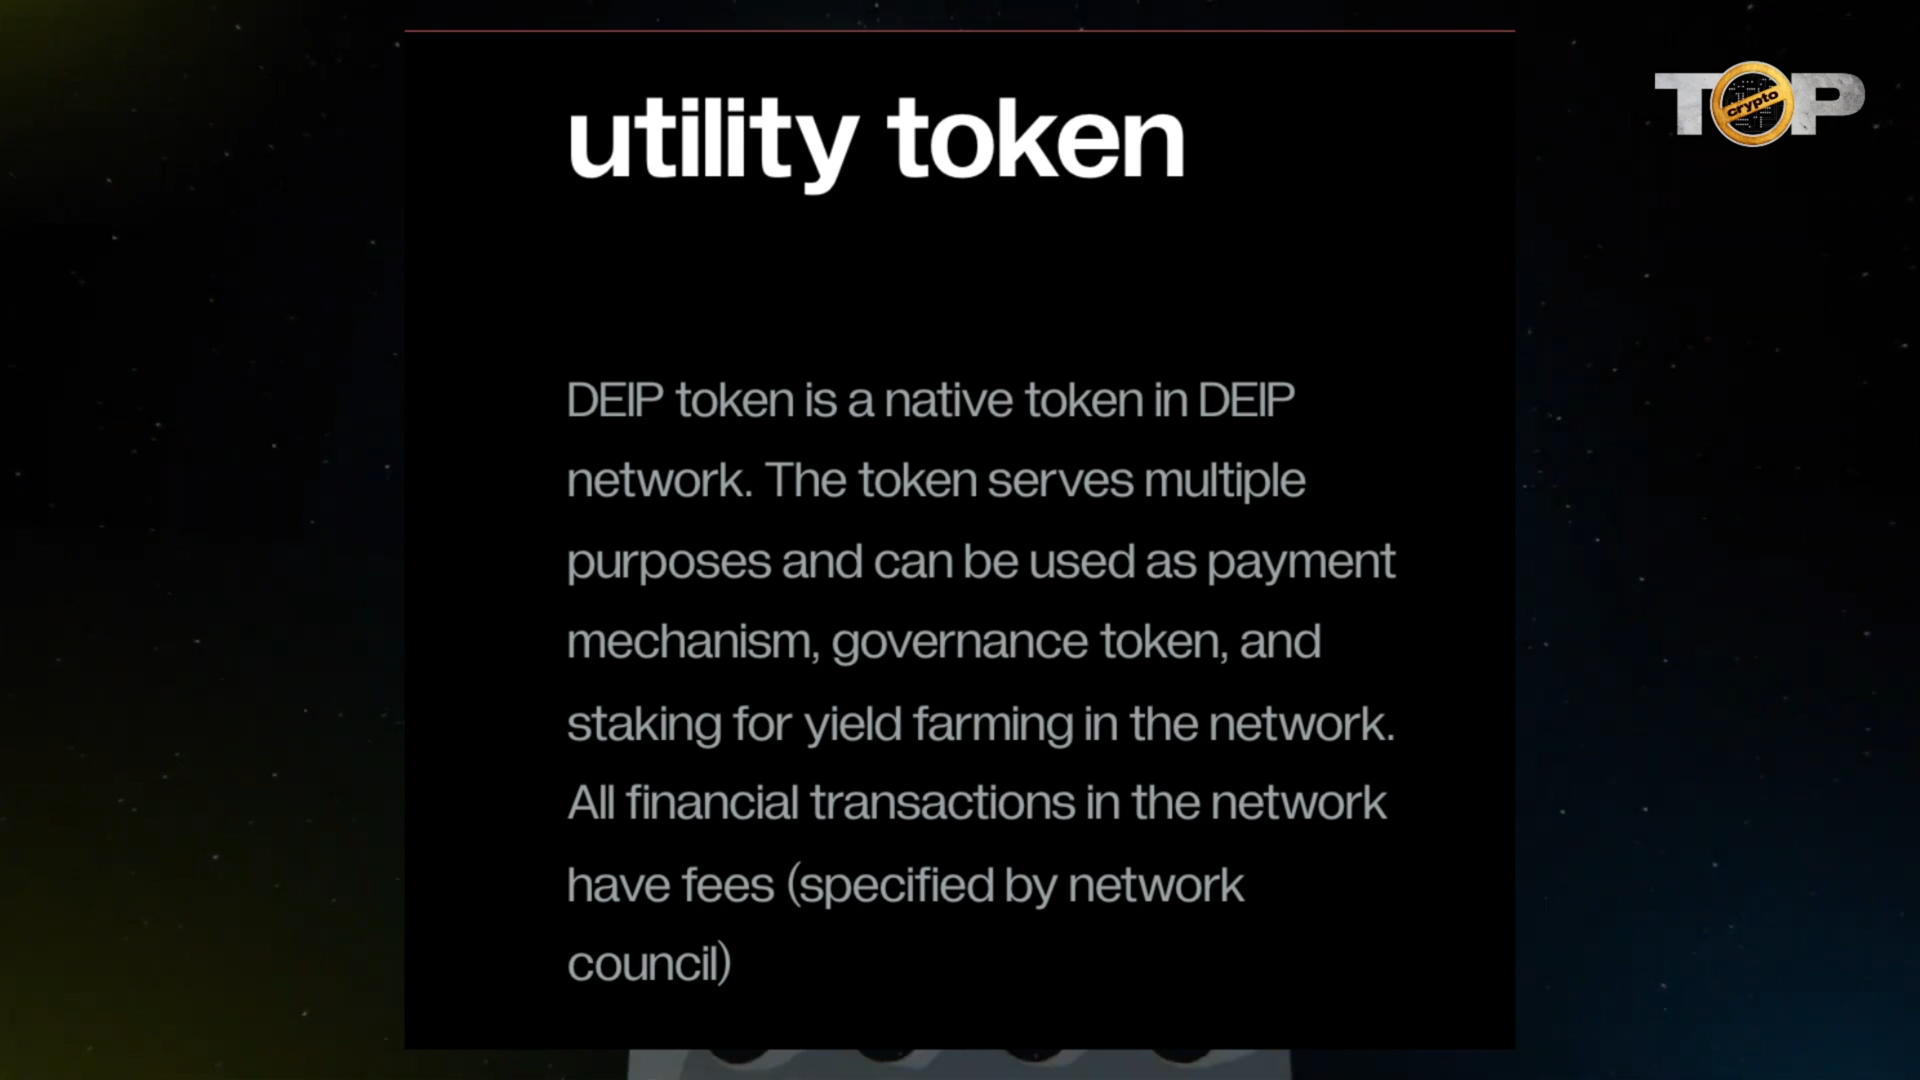 utility token
TOP
crypto
DEIP token is a native token in DEIP
network. The token serves multiple
purposes and can be used as payment
mechanism, governance token, and
staking for yield farming in the network.
All financial transactions in the network
have fees (specified by network
council)